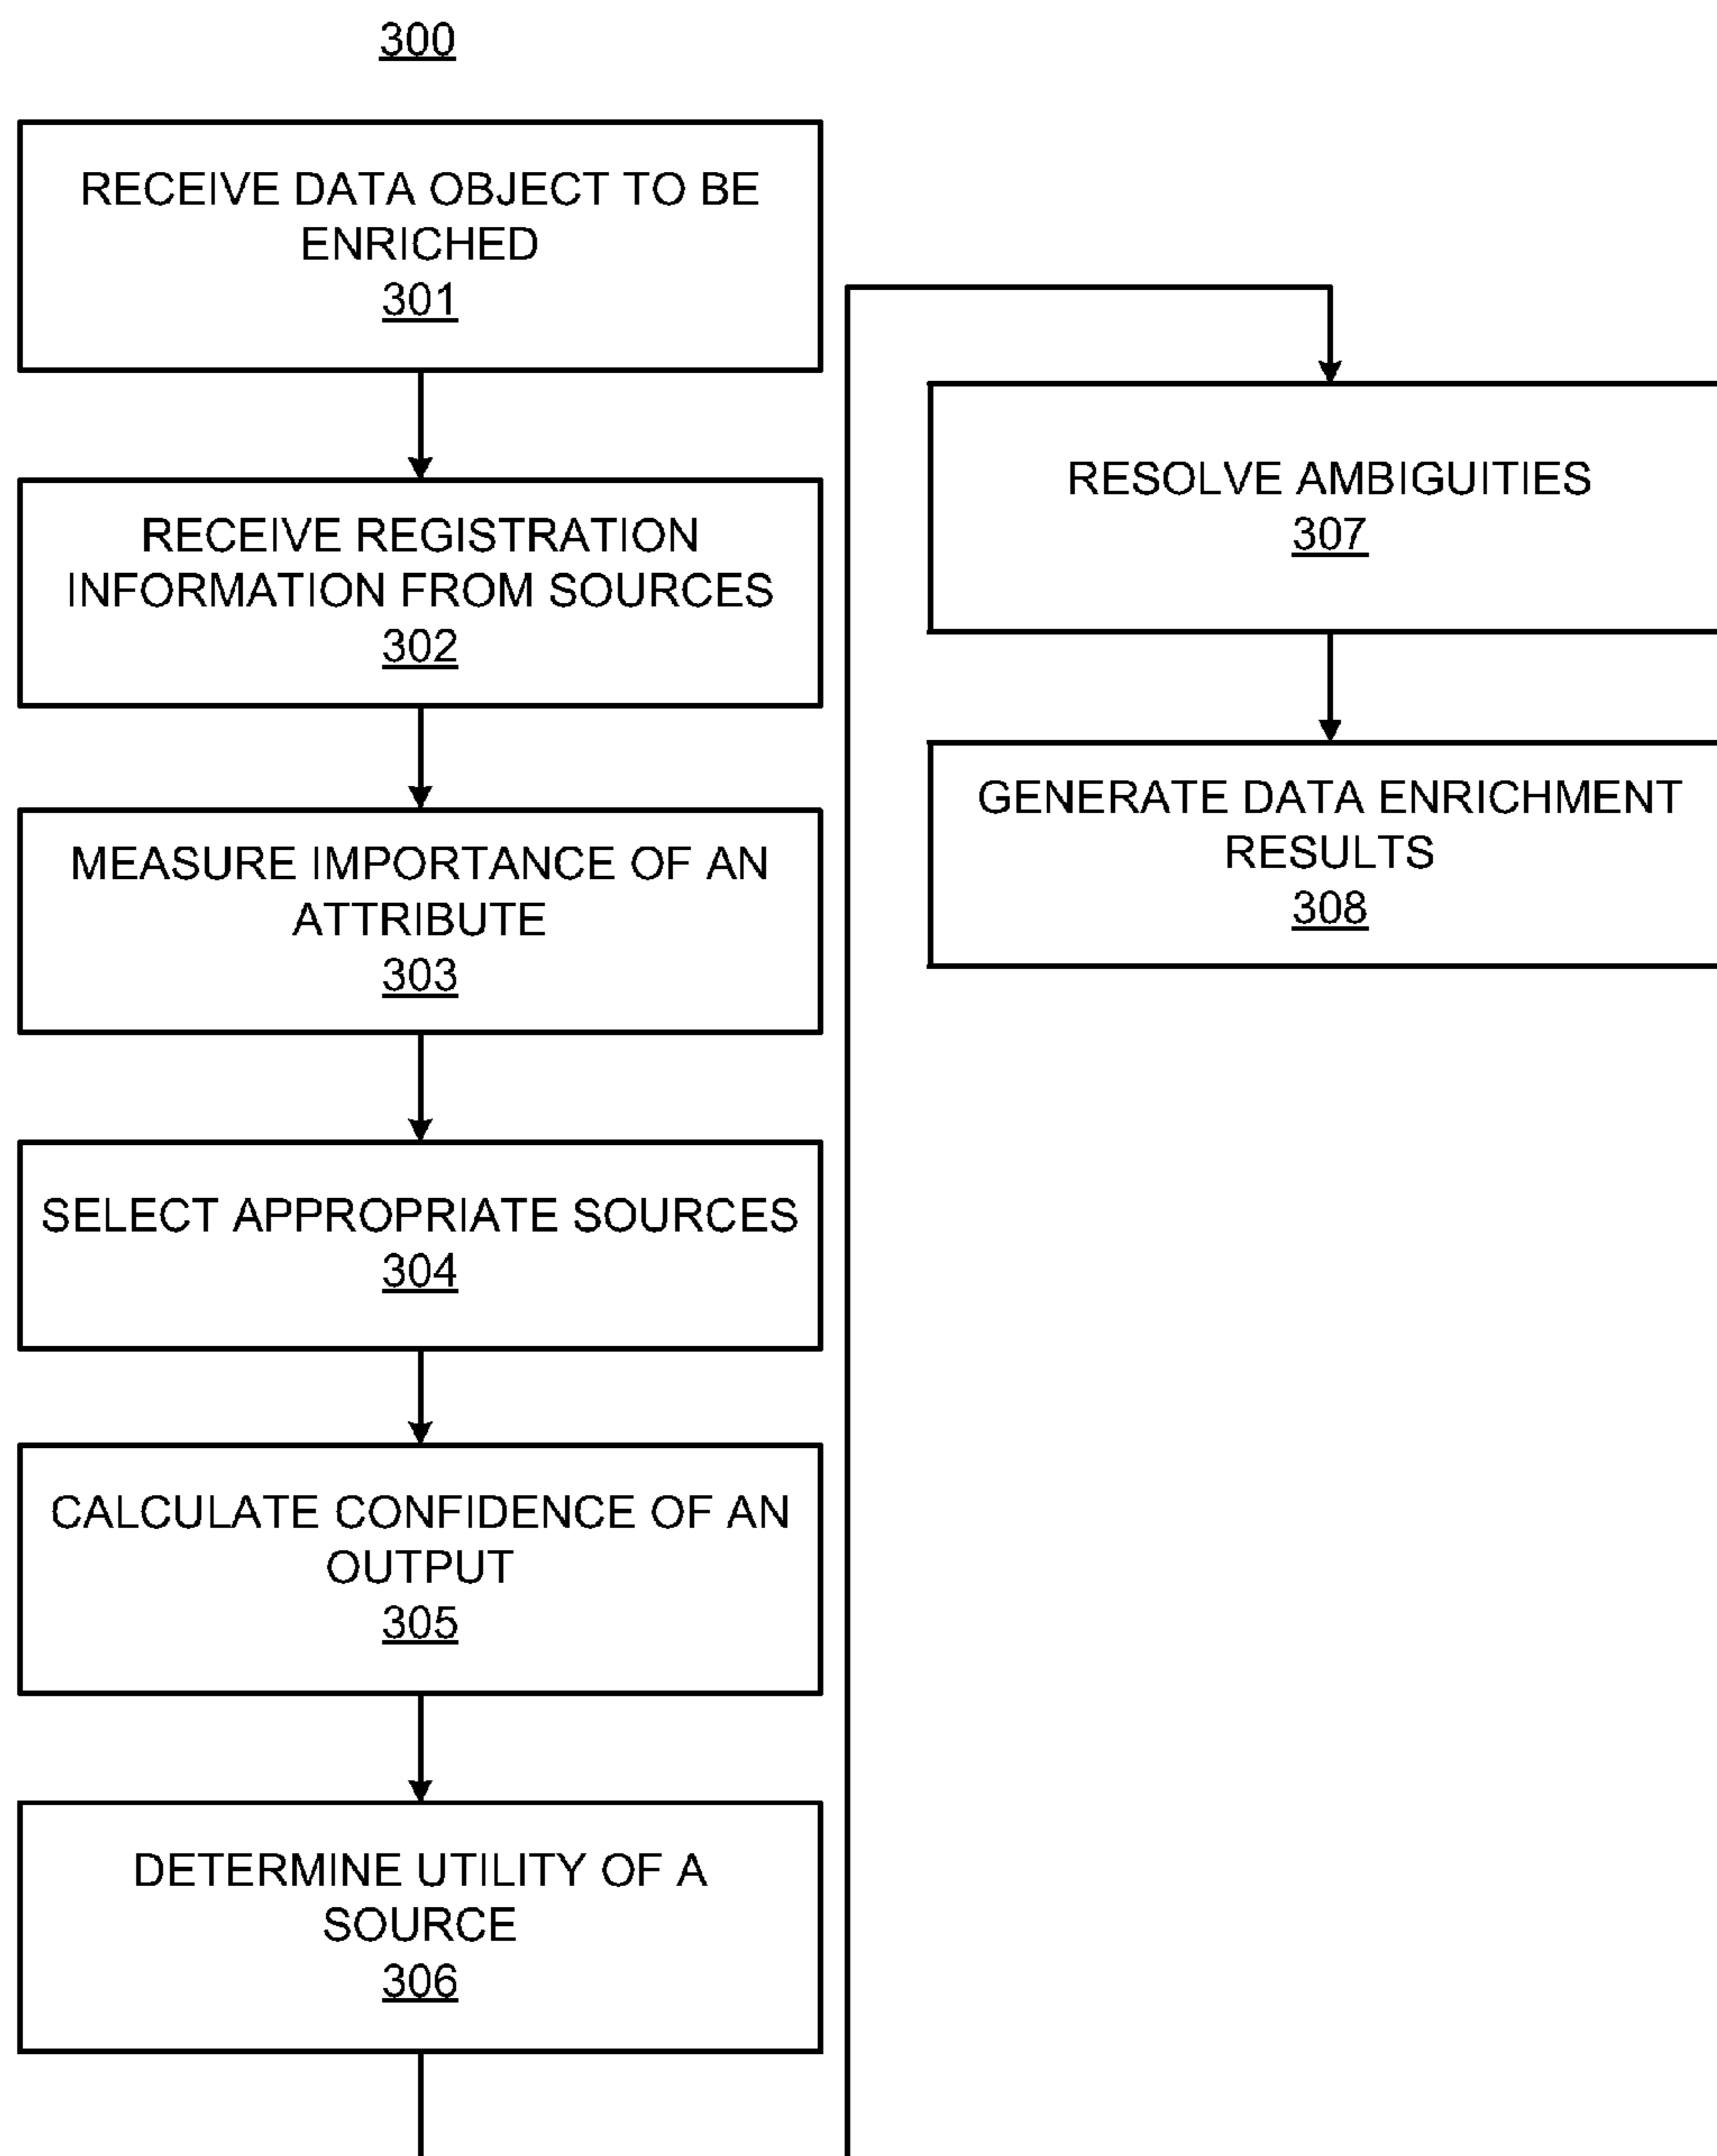 300
RECEIVE DATA OBJECT TO BE
ENRICHED
301
RECEIVE REGISTRATION
INFORMATION FROM SOURCES
302
MEASURE IMPORTANCE OF AN
ATTRIBUTE
303
SELECT APPROPRIATE SOURCES
304
CALCULATE CONFIDENCE OF AN
OUTPUT
305
DETERMINE UTILITY OF A
SOURCE
306
RESOLVE AMBIGUITIES
307
GENERATE DATA ENRICHMENT
RESULTS
308